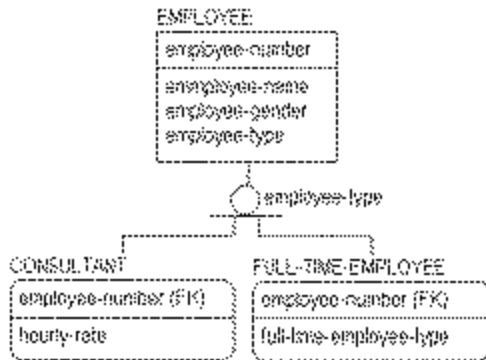 EMPLOYEE
employee-number
employee-name
employee-gender
employee-type
employee-type
CONSULTANT
employee-number (FK)
hourly-rate
FULL-TIME-EMPLOYEE
employee-number (FK)
full-time-employee-type